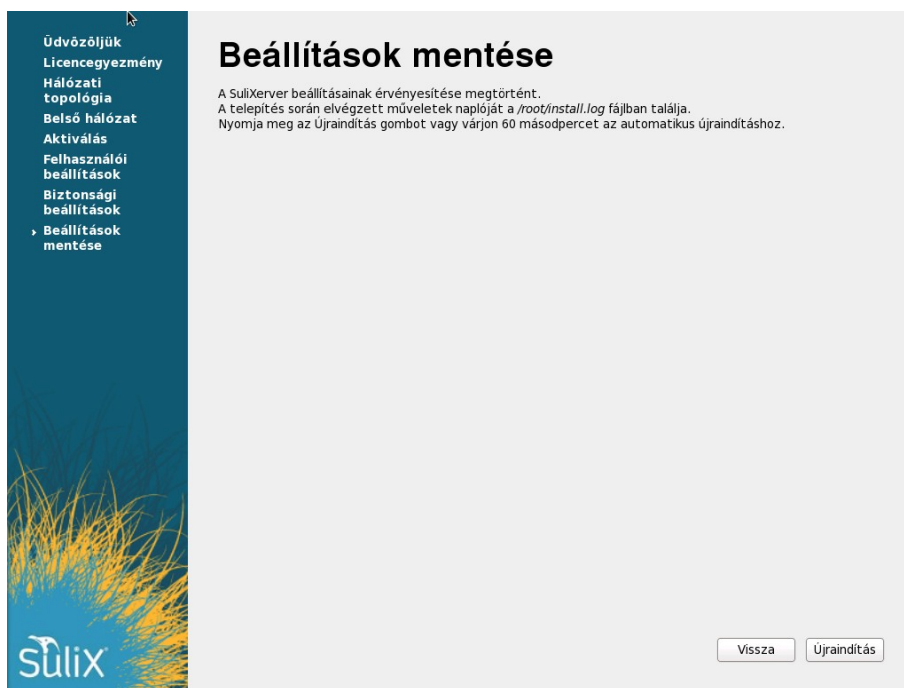 Üdvözöljük
Licencegyezmény
Hálózati
topológia
Belső hálózat
Aktiválás
Felhasználói
beállítások
Biztonsági
beállítások
Beállítások
mentése
Beállítások mentése
A SuliXerver beállításainak érvényesítése megtörtént.
A telepítés során elvégzett műveletek naplóját a /root/install.log fájlban találja.
Nyomja meg az Újraindítás gombot vagy várjon 60 másodpercet az automatikus újraindításhoz.
SuliX
Vissza
Újraindítás